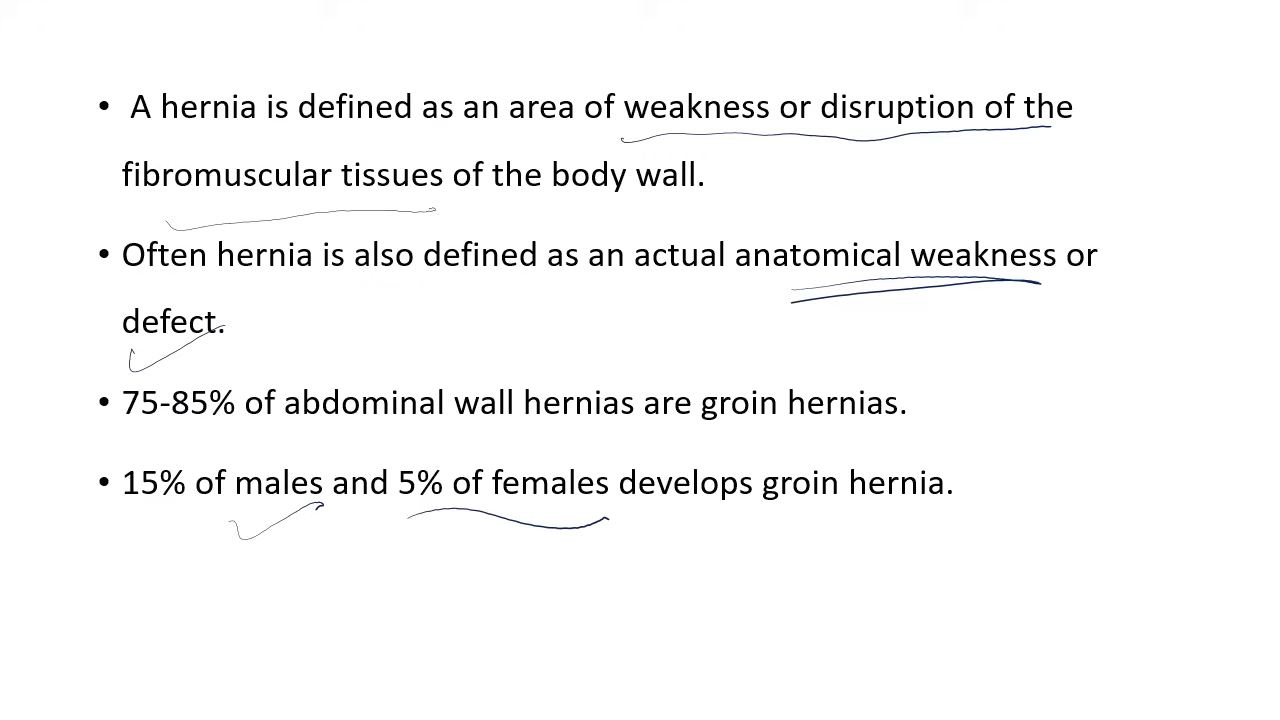 • A hernia is defined as an area of weakness or disruption of the
fibromuscular tissues of the body wall.
• Often hernia is also defined as an actual anatomical weakness or
defect.
• 75-85% of abdominal wall hernias are groin hernias.
• 15% of males and 5% of females develops groin hernia.